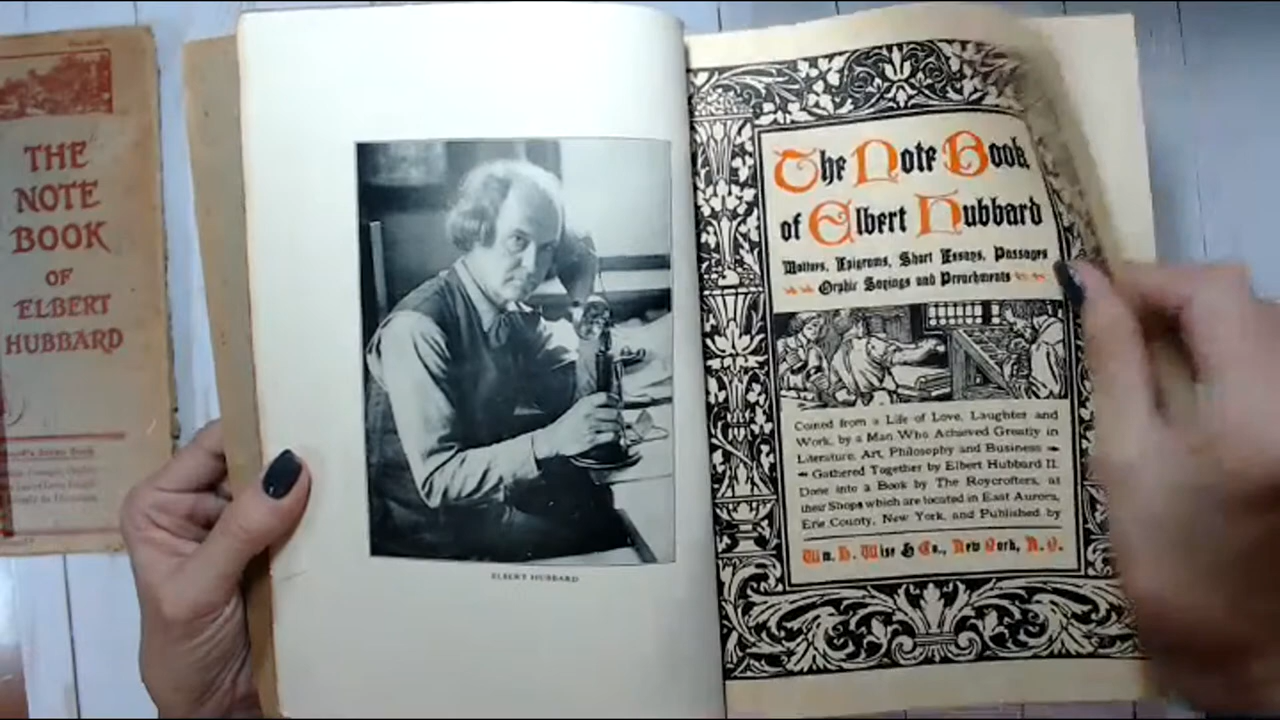 THE
NOTE
BOOK
OF
ELBERT
HUBBARD
ELBERT HUBBARD
The Note Book
of Elbert Hubbard
Mottoes, Epigrams, Short Essays, Passages
Orphic Sayings and Preachments
Coined from a Life of Love, Laughter and
Work, by a Man Who Achieved Greatly in
Literature, Art, Philosophy and Business
Gathered Together by Elbert Hubbard II
Done into a Book by The Roycrofters, at
their Shops which are located in East Aurora,
Erie County, New York, and Published by
Wm. H. Wise & Co., New York, N. Y.